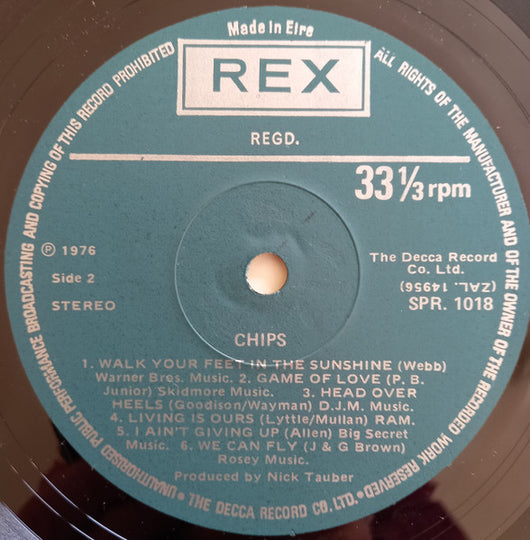 Made in Eire
REX
REGD.
33⅓ rpm
℗ 1976
Side 2
STEREO
The Decca Record
Co. Ltd.
(ZAL. 14956)
SPR. 1018
CHIPS
1. WALK YOUR FEET IN THE SUNSHINE (Webb)
Warner Bros. Music. 2. GAME OF LOVE (P. B.
Junior) Skidmore Music. 3. HEAD OVER
HEELS (Goodison/Wayman) D.J.M. Music.
4. LIVING IS OURS (Lyttle/Mullan) RAM.
5. I AIN'T GIVING UP (Allen) Big Secret
Music. 6. WE CAN FLY (J & G Brown)
Rosey Music.
Produced by Nick Tauber
ALL RIGHTS OF THE MANUFACTURER AND OF THE OWNER OF THE RECORDED WORK RESERVED • THE DECCA RECORD CO. LTD. • UNAUTHORISED PUBLIC PERFORMANCE BROADCASTING AND COPYING OF THIS RECORD PROHIBITED